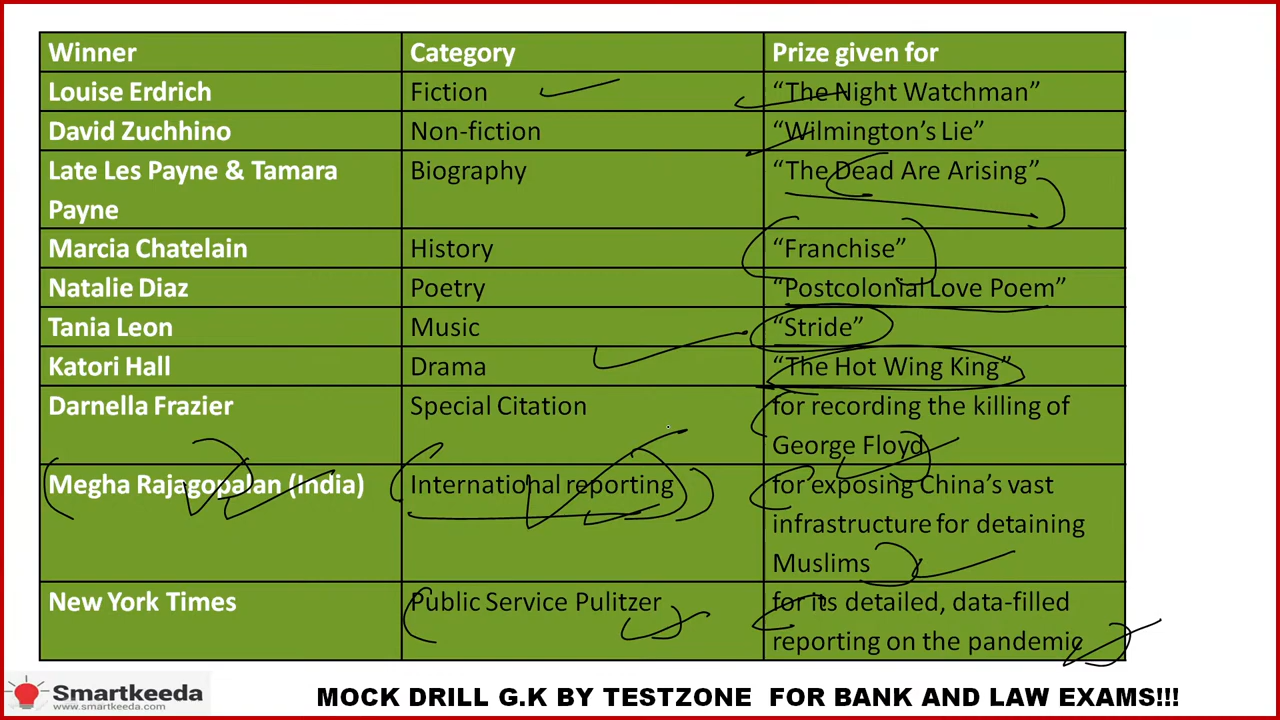 Winner Category Prize given for
Louise Erdrich Fiction “The Night Watchman”
David Zuchhino Non-fiction “Wilmington’s Lie”
Late Les Payne & Tamara Biography “The Dead Are Arising”
Payne
Marcia Chatelain History “Franchise”
Natalie Diaz Poetry “Postcolonial Love Poem”
Tania Leon Music “Stride”
Katori Hall Drama “The Hot Wing King”
Darnella Frazier Special Citation for recording the killing of
George Floyd
Megha Rajagopalan (India) International reporting for exposing China’s vast
infrastructure for detaining
Muslims
New York Times Public Service Pulitzer for its detailed, data-filled
reporting on the pandemic
Smartkeeda
www.smartkeeda.com
MOCK DRILL G.K BY TESTZONE FOR BANK AND LAW EXAMS!!!